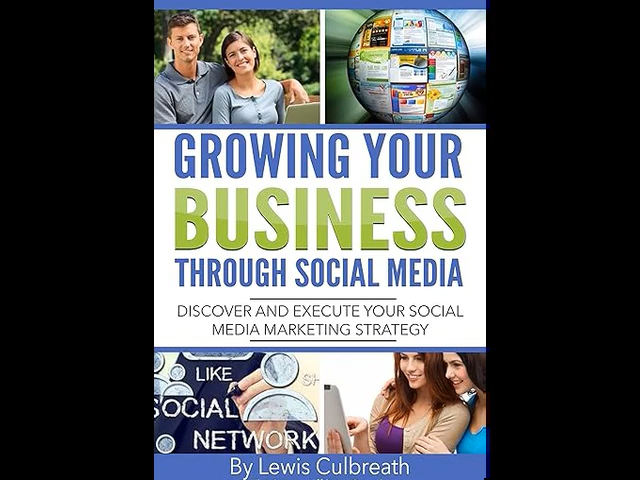 GROWING YOUR
BUSINESS
THROUGH SOCIAL MEDIA
DISCOVER AND EXECUTE YOUR SOCIAL
MEDIA MARKETING STRATEGY
LIKE
SOCIAL
NETWORK
By Lewis Culbreath